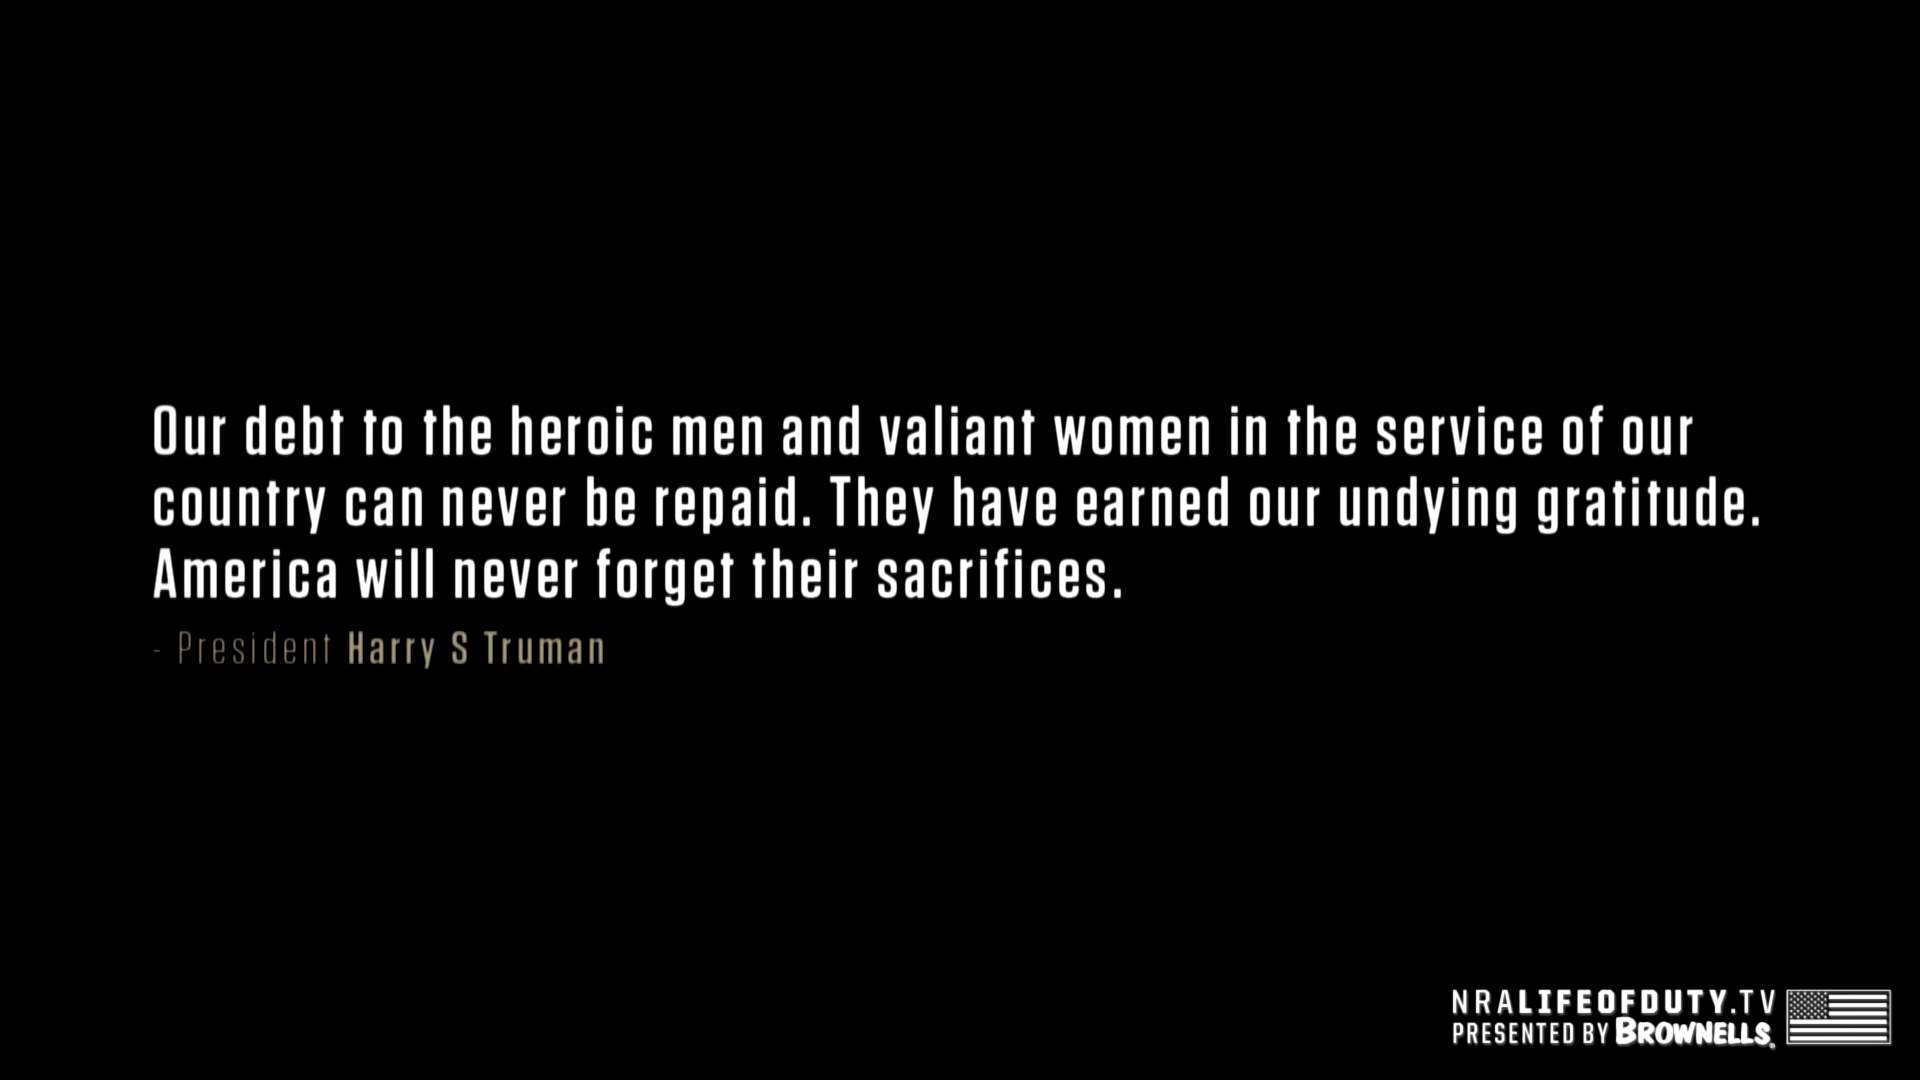 Our debt to the heroic men and valiant women in the service of our
country can never be repaid. They have earned our undying gratitude.
America will never forget their sacrifices.
- President Harry S Truman
NRALIFEOFDUTY.TV
PRESENTED BY BROWNELLS